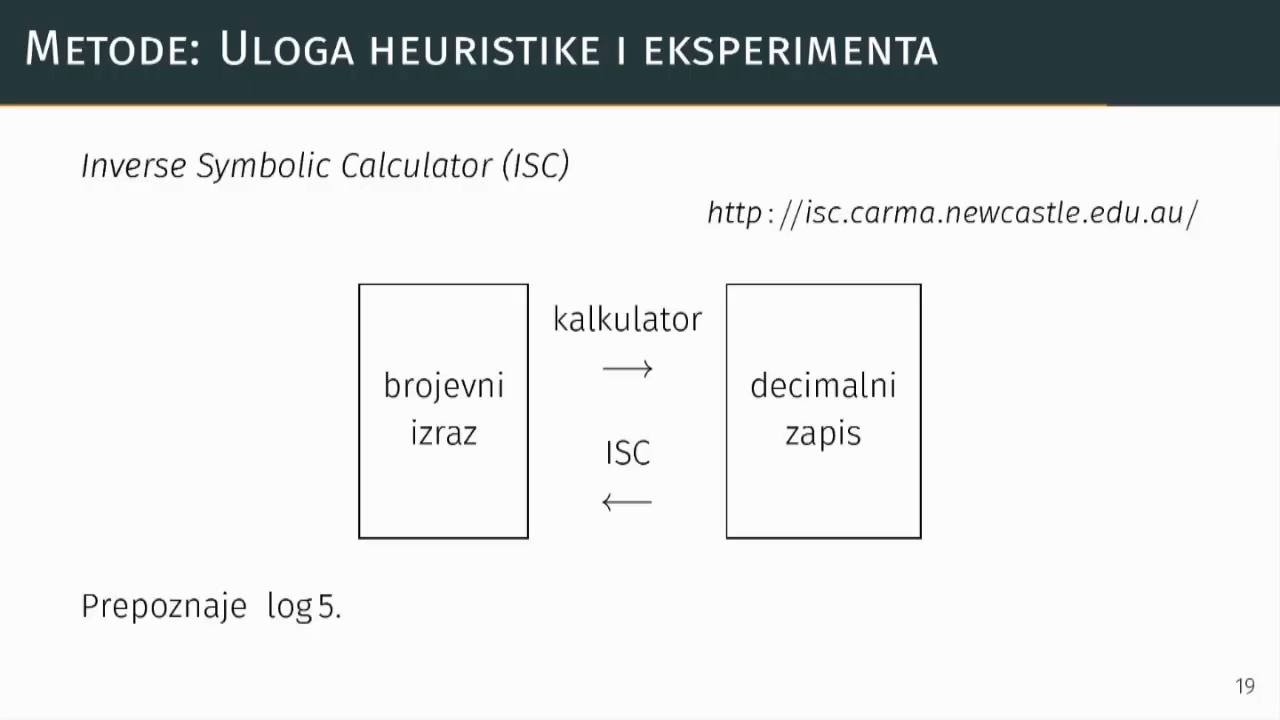 METODE: ULOGA HEURISTIKE I EKSPERIMENTA
Inverse Symbolic Calculator (ISC)
http://isc.carma.newcastle.edu.au/
brojevni
izraz
kalkulator
→
ISC
←
decimalni
zapis
Prepoznaje log 5.
19